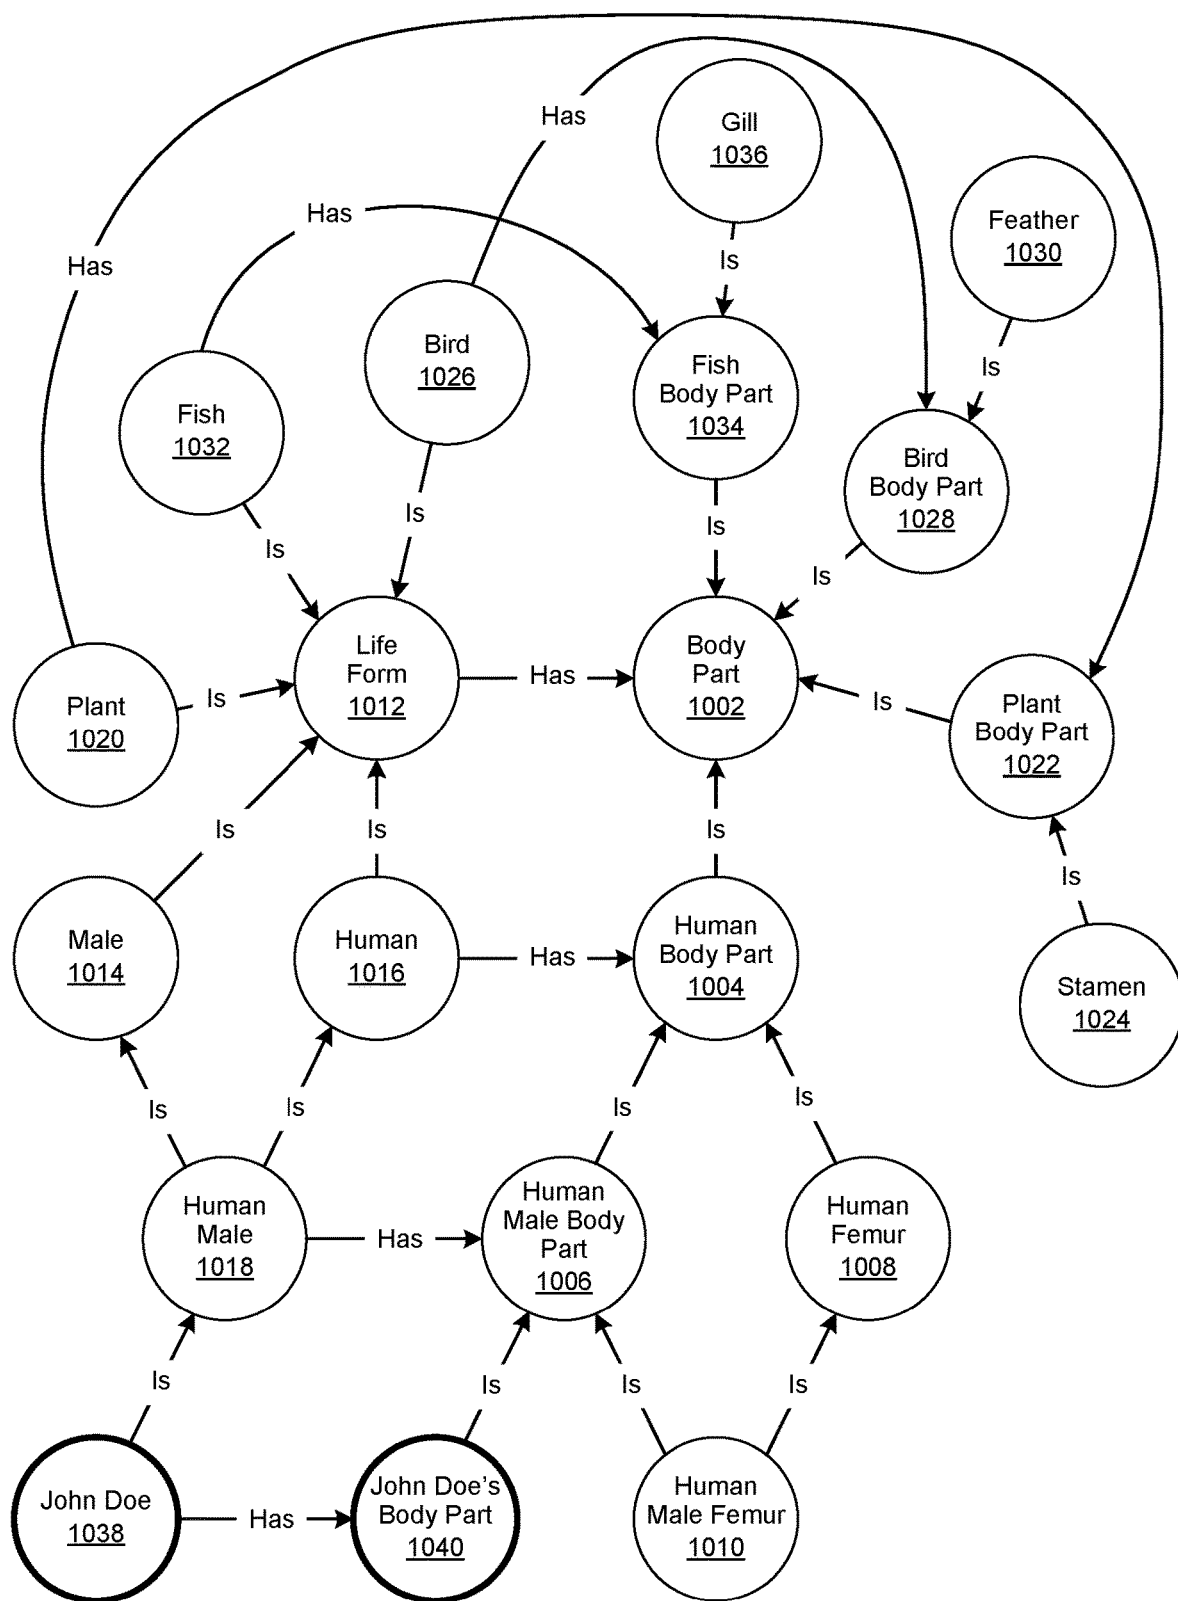 Has
Gill
1036
Has
Feather
1030
Has
Is
Bird
1026
Fish
Body Part
1034
Is
Fish
1032
Bird
Body Part
1028
Is
Is
Is
Is
Life
Form
1012
Has
Body
Part
1002
Is
Plant
1020
Is
Plant
Body Part
1022
Is
Is
Is
Is
Male
1014
Human
1016
Has
Human
Body Part
1004
Stamen
1024
Is
Is
Is
Is
Human
Male
1018
Has
Human
Male Body
Part
1006
Human
Femur
1008
Is
Is
Is
Is
John Doe
1038
Has
John Doe's
Body Part
1040
Human
Male Femur
1010